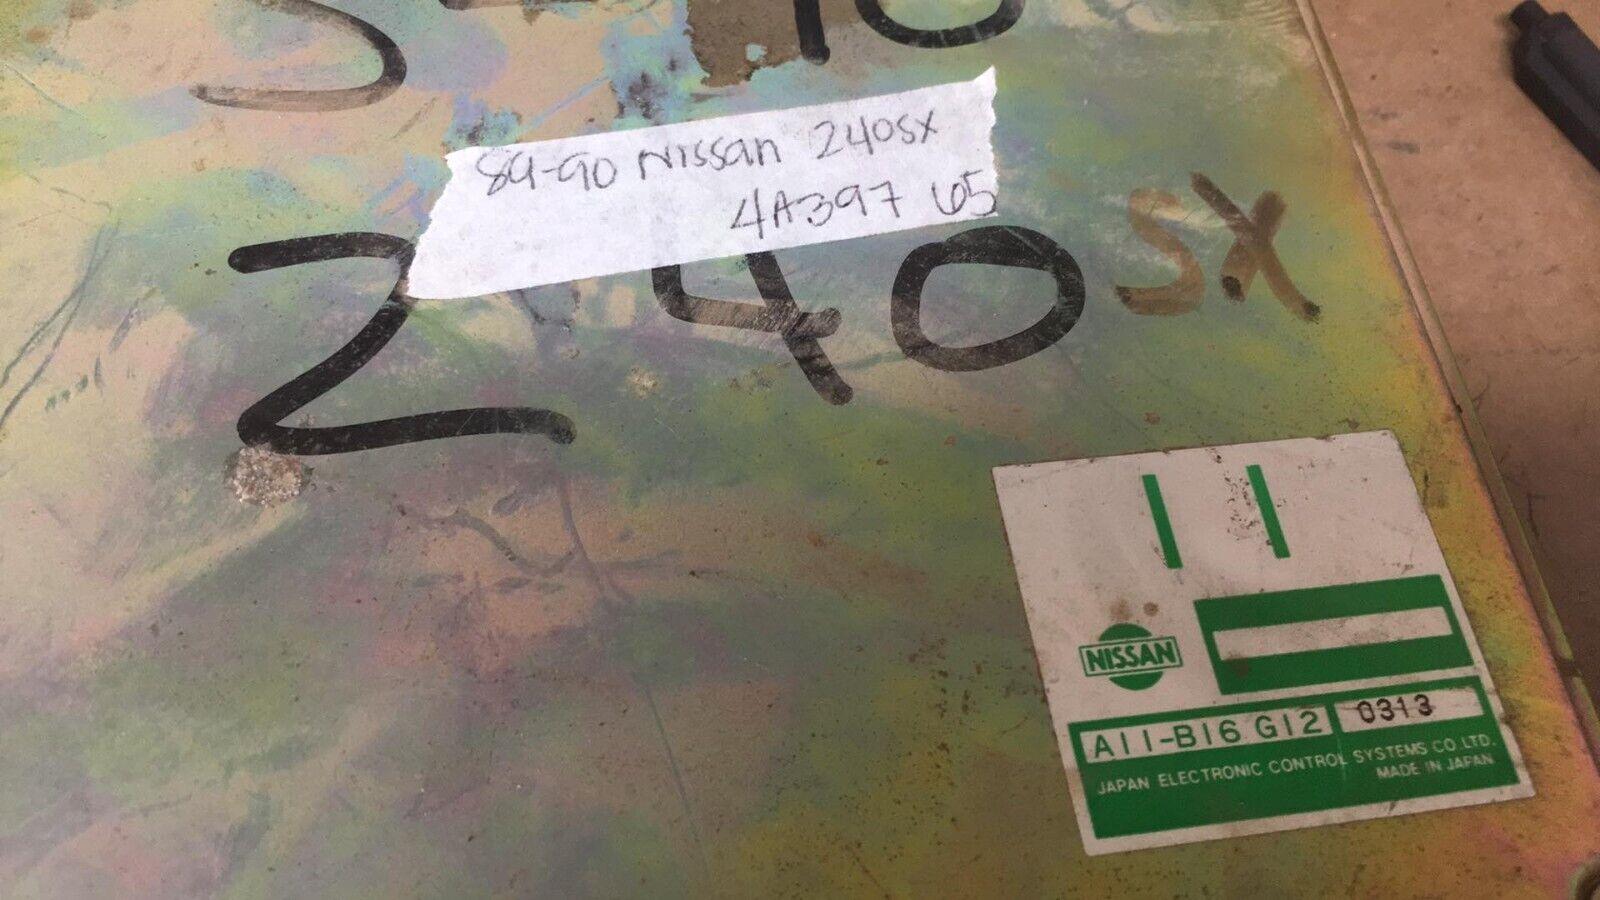 89-90 Nissan 240SX
4A397 65
240SX
11
NISSAN
A11-B16 G12 0313
JAPAN ELECTRONIC CONTROL SYSTEMS CO.LTD.
MADE IN JAPAN